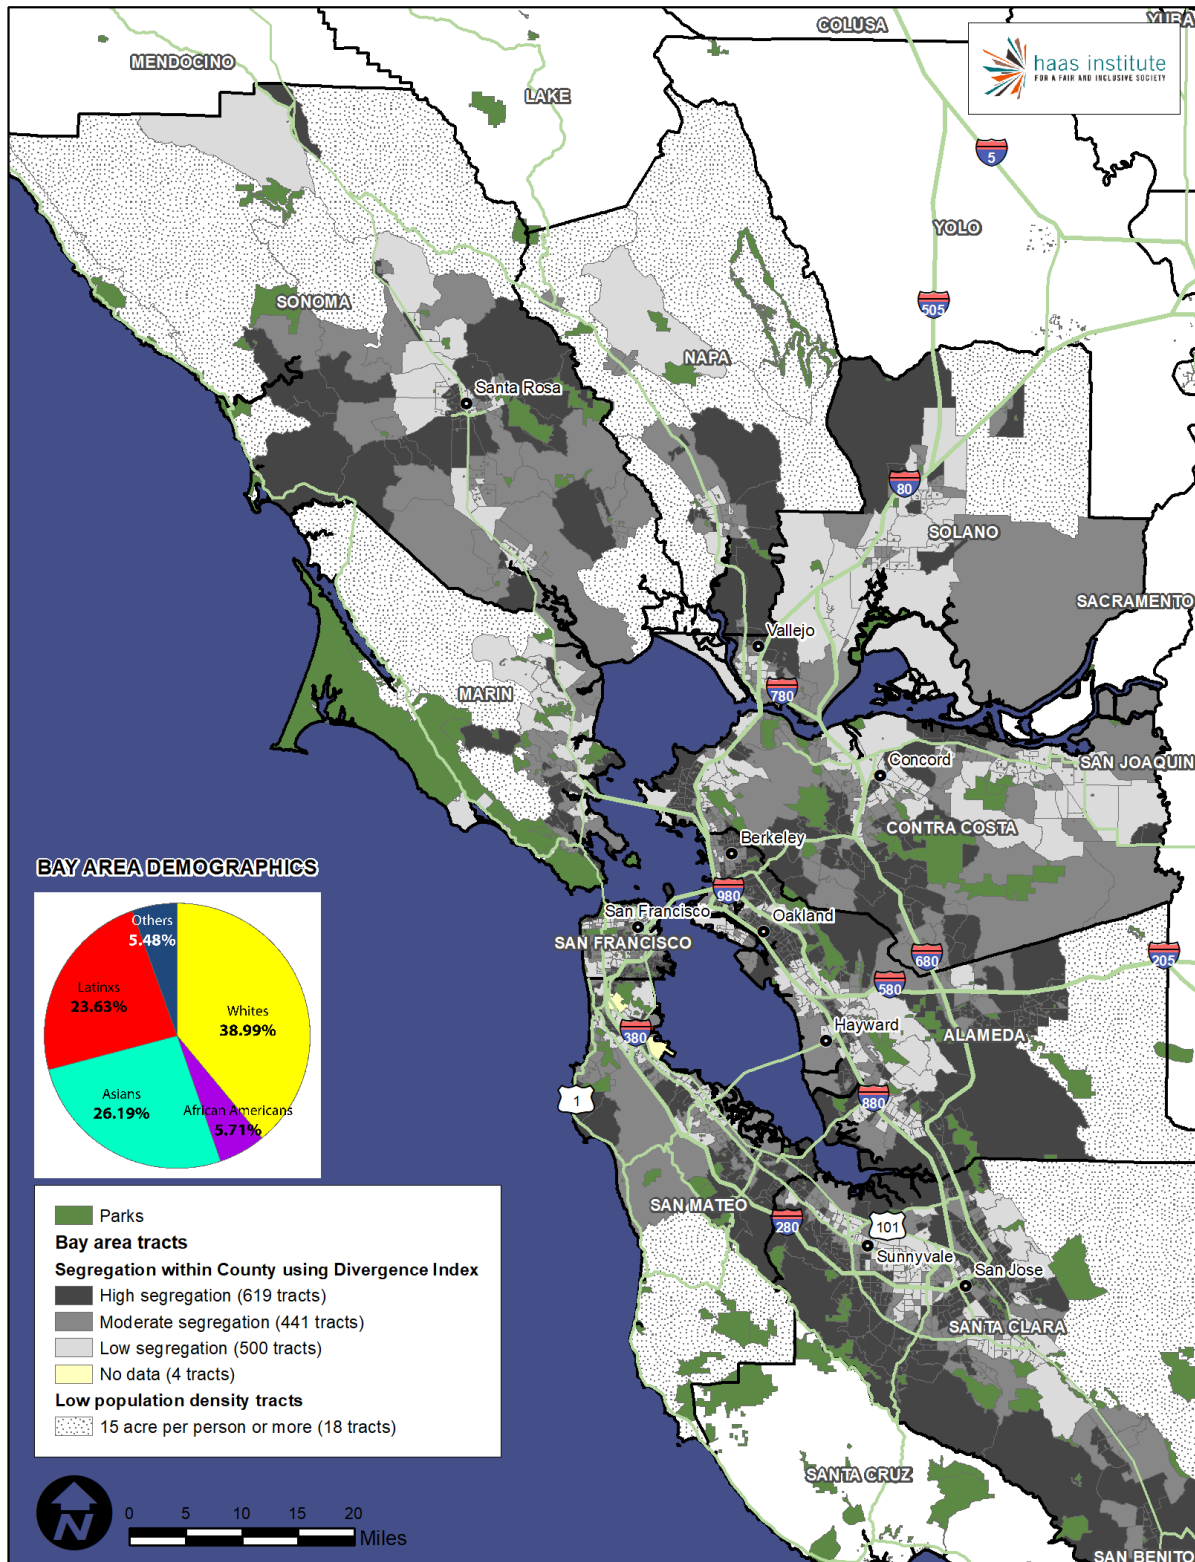 COLUSA
YUBA
MENDOCINO
haas institute
FOR A FAIR AND INCLUSIVE SOCIETY
LAKE
5
YOLO
SONOMA
505
NAPA
Santa Rosa
80
SOLANO
SACRAMENTO
Vallejo
MARIN
780
Concord
SAN JOAQUIN
CONTRA COSTA
Berkeley
BAY AREA DEMOGRAPHICS
980
San Francisco
Oakland
SAN FRANCISCO
680
205
580
Others
5.48%
Latinxs
23.63%
Whites
38.99%
Asians
26.19%
African Americans
5.71%
380
Hayward
ALAMEDA
1
880
SAN MATEO
280
101
Sunnyvale
San Jose
SANTA CLARA
Parks
Bay area tracts
Segregation within County using Divergence Index
High segregation (619 tracts)
Moderate segregation (441 tracts)
Low segregation (500 tracts)
No data (4 tracts)
Low population density tracts
15 acre per person or more (18 tracts)
SANTA CRUZ
N
0 5 10 15 20
Miles
SAN BENITO